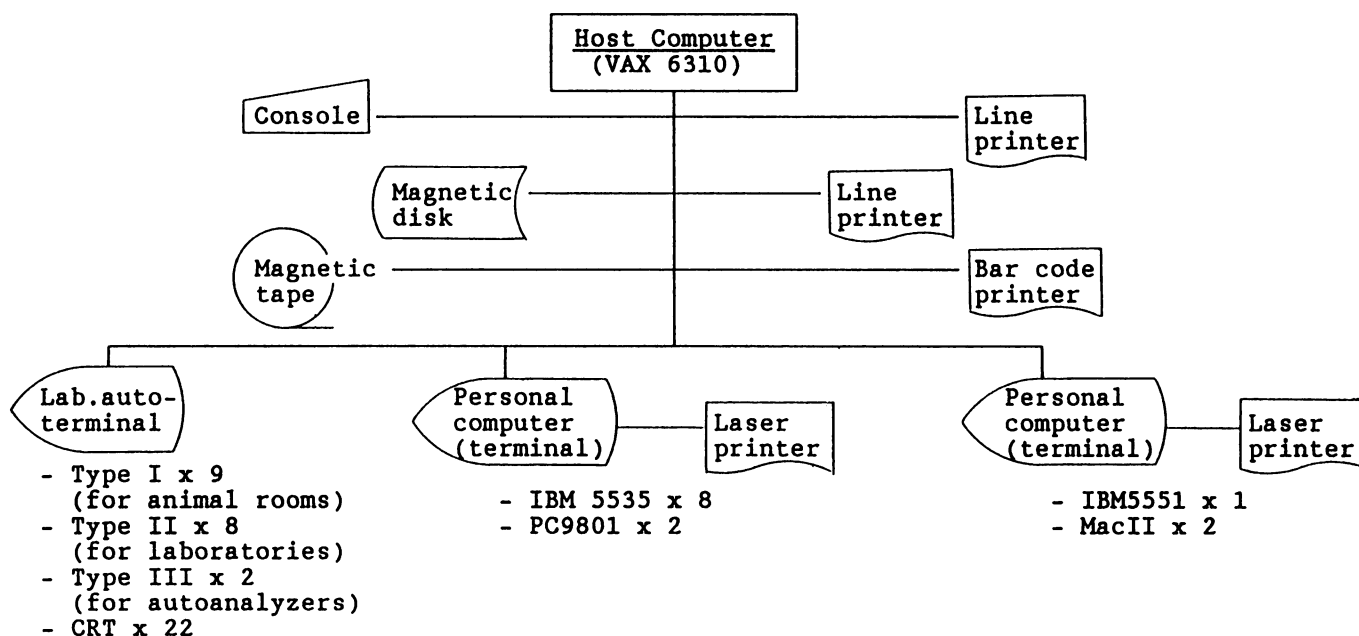 Host Computer
(VAX 6310)
Console
Line
printer
Magnetic
disk
Line
printer
Magnetic
tape
Bar code
printer
Lab.auto-
terminal
- Type I x 9
(for animal rooms)
- Type II x 8
(for laboratories)
- Type III x 2
(for autoanalyzers)
- CRT x 22
Personal
computer
(terminal)
Laser
printer
- IBM 5535 x 8
- PC9801 x 2
Personal
computer
(terminal)
Laser
printer
- IBM5551 x 1
- MacII x 2